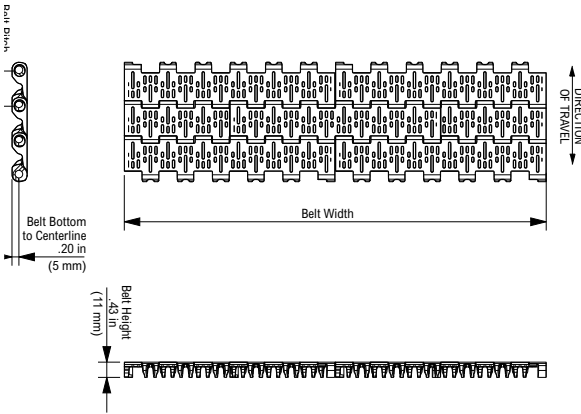 Belt Pitch
DIRECTION
OF TRAVEL
Belt Width
Belt Bottom
to Centerline
.20 in
(5 mm)
Belt Height
.43 in
(11 mm)